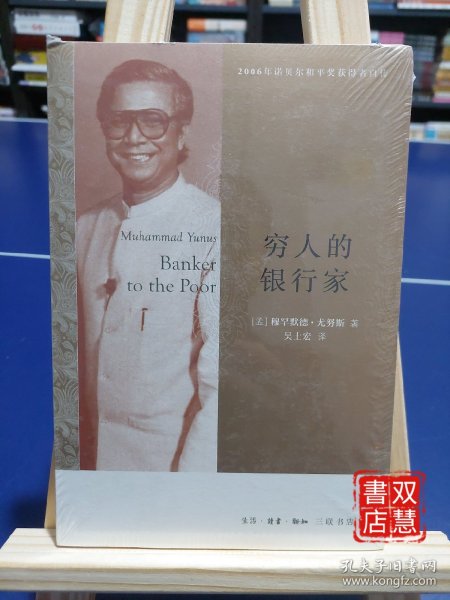 2006年诺贝尔和平奖获得者自传
Muhammad Yunus
Banker
to the Poor
穷人的
银行家
[孟] 穆罕默德·尤努斯 著
吴士宏 译
生活·讀書·新知 三联书店
双慧
書店
孔夫子旧书网
www.kongfz.com